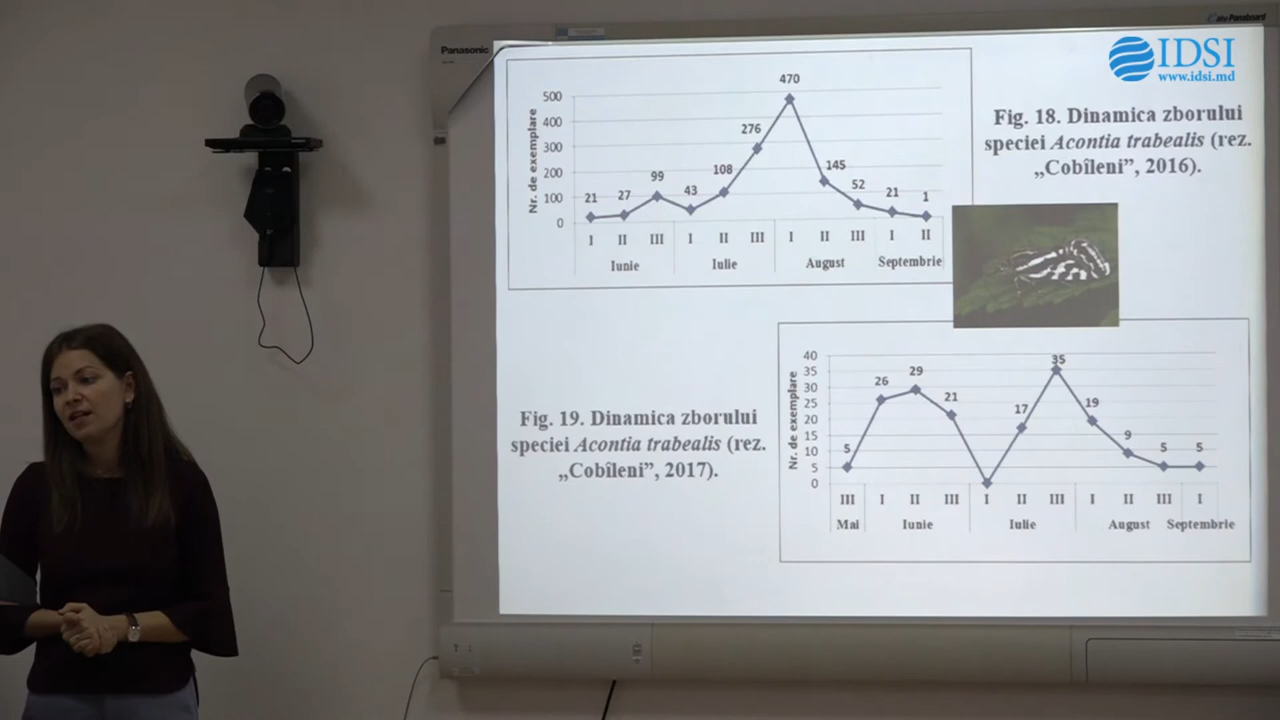 Panasonic
elite Panaboard
IDSI
www.idsi.md
Fig. 18. Dinamica zborului
speciei Acontia trabealis (rez.
„Cobîleni”, 2016).
Nr. de exemplare
500
400
300
200
100
0
21
27
99
43
108
276
470
145
52
21
1
I II III I II III I II III I II
Iunie Iulie August Septembrie
Fig. 19. Dinamica zborului
speciei Acontia trabealis (rez.
„Cobîleni”, 2017).
Nr. de exemplare
40
35
30
25
20
15
10
5
0
5
26
29
21
17
35
19
9
5
5
III I II III I II III I II III I
Mai Iunie Iulie August Septembrie